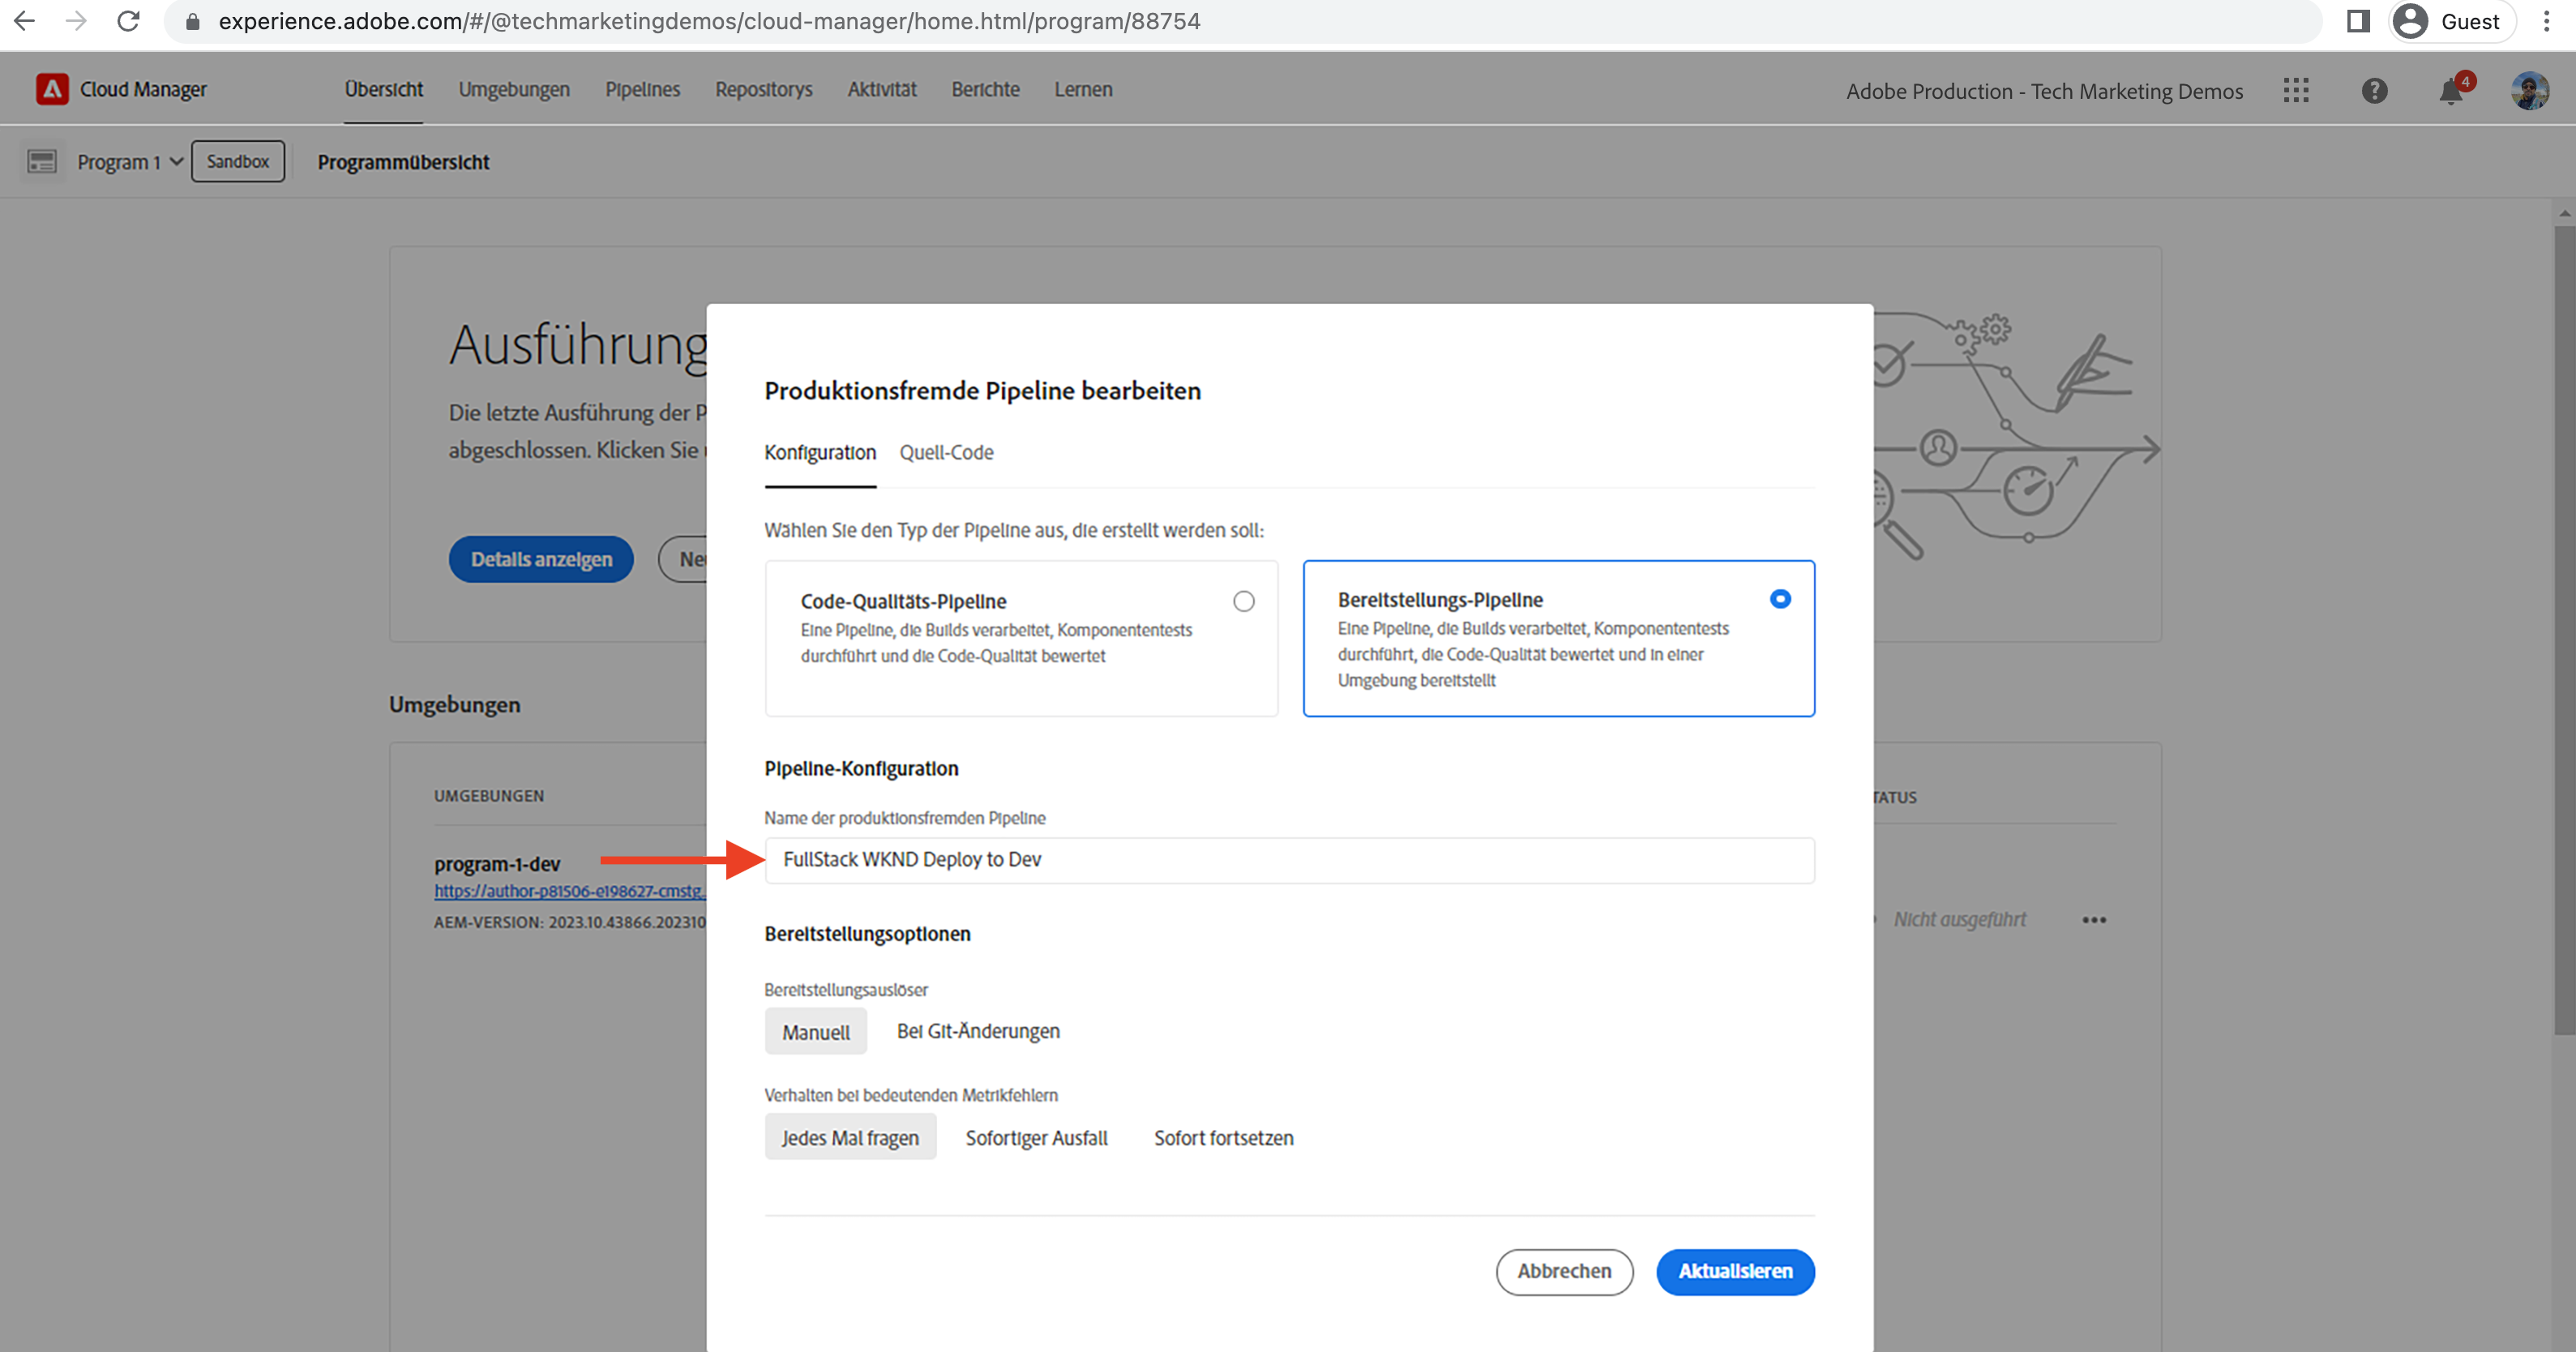 experience.adobe.com/#/@techmarketingdemos/cloud-manager/home.html/program/88754
Guest
Cloud Manager
Übersicht
Umgebungen
Pipelines
Repositorys
Aktivität
Berichte
Lernen
Adobe Production - Tech Marketing Demos
4
Program 1
Sandbox
Programmübersicht
Ausführung
Die letzte Ausführung der P
abgeschlossen. Klicken Sie
Details anzeigen
Neu
Produktionsfremde Pipeline bearbeiten
Konfiguration
Quell-Code
Wählen Sie den Typ der Pipeline aus, die erstellt werden soll:
Code-Qualitäts-Pipeline
Eine Pipeline, die Builds verarbeitet, Komponententests
durchführt und die Code-Qualität bewertet
Bereitstellungs-Pipeline
Eine Pipeline, die Builds verarbeitet, Komponententests
durchführt, die Code-Qualität bewertet und in einer
Umgebung bereitstellt
Umgebungen
UMGEBUNGEN
program-1-dev
https://author-p81506-e198627-cmstg.
AEM-VERSION: 2023.10.43866.202310
Pipeline-Konfiguration
Name der produktionsfremden Pipeline
FullStack WKND Deploy to Dev
Bereitstellungsoptionen
Bereitstellungsauslöser
Manuell
Bei Git-Änderungen
Verhalten bei bedeutenden Metrikfehlern
Jedes Mal fragen
Sofortiger Ausfall
Sofort fortsetzen
Abbrechen
Aktualisieren
TATUS
Nicht ausgeführt